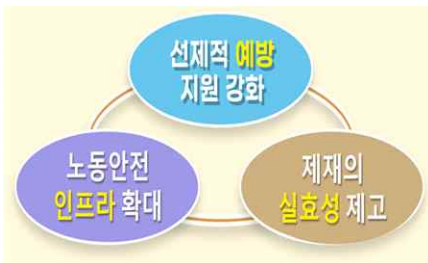 선제적 예방
지원 강화
노동안전
인프라 확대
제재의
실효성 제고